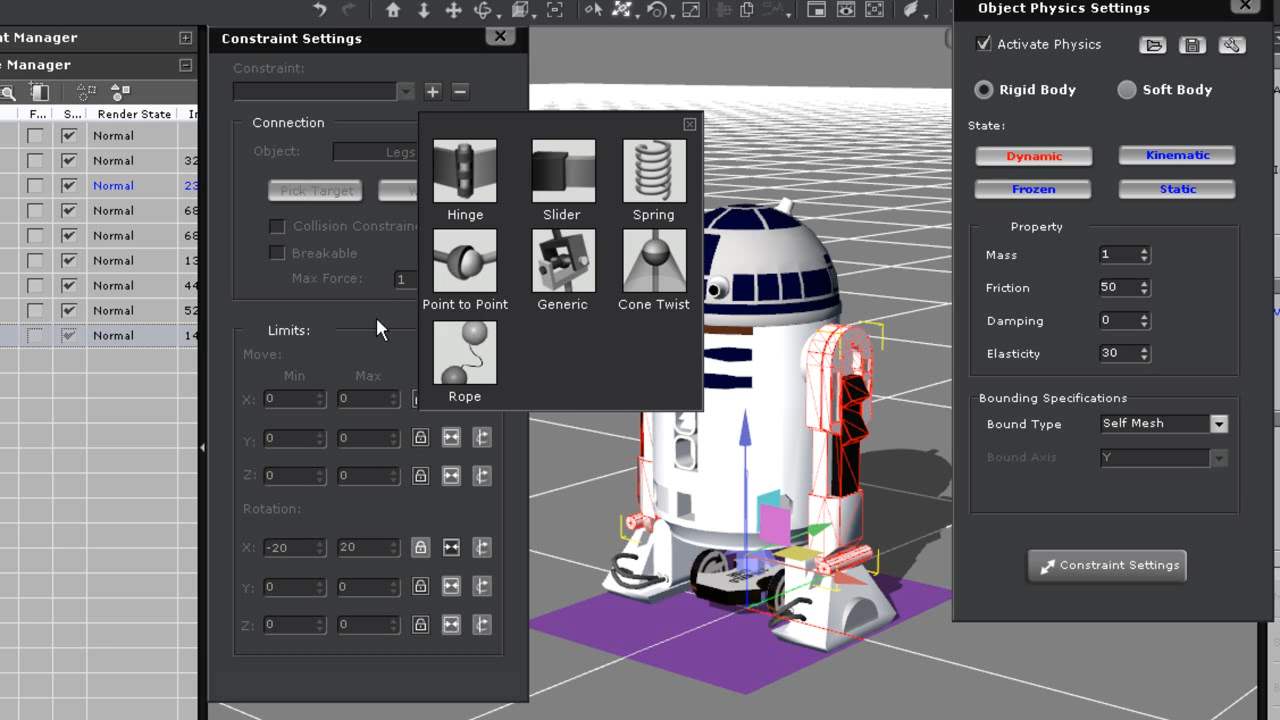 nt Manager
e Manager
F...
S...
Render State
I
Normal
Normal 32
Normal 23
Normal 68
Normal 68
Normal 13
Normal 44
Normal 52
Normal 14
Constraint Settings
Constraint:
Connection
Object: Legs
Pick Target W
Collision Constraine
Breakable
Max Force: 1
Limits:
Move:
Min Max
X: 0 0
Y: 0 0
Z: 0 0
Rotation:
X: -20 20
Y: 0 0
Z: 0 0
Hinge Slider Spring
Point to Point Generic Cone Twist
Rope
Object Physics Settings
Activate Physics
Rigid Body Soft Body
State:
Dynamic Kinematic
Frozen Static
Property
Mass 1
Friction 50
Damping 0
Elasticity 30
Bounding Specifications
Bound Type Self Mesh
Bound Axis Y
Constraint Settings